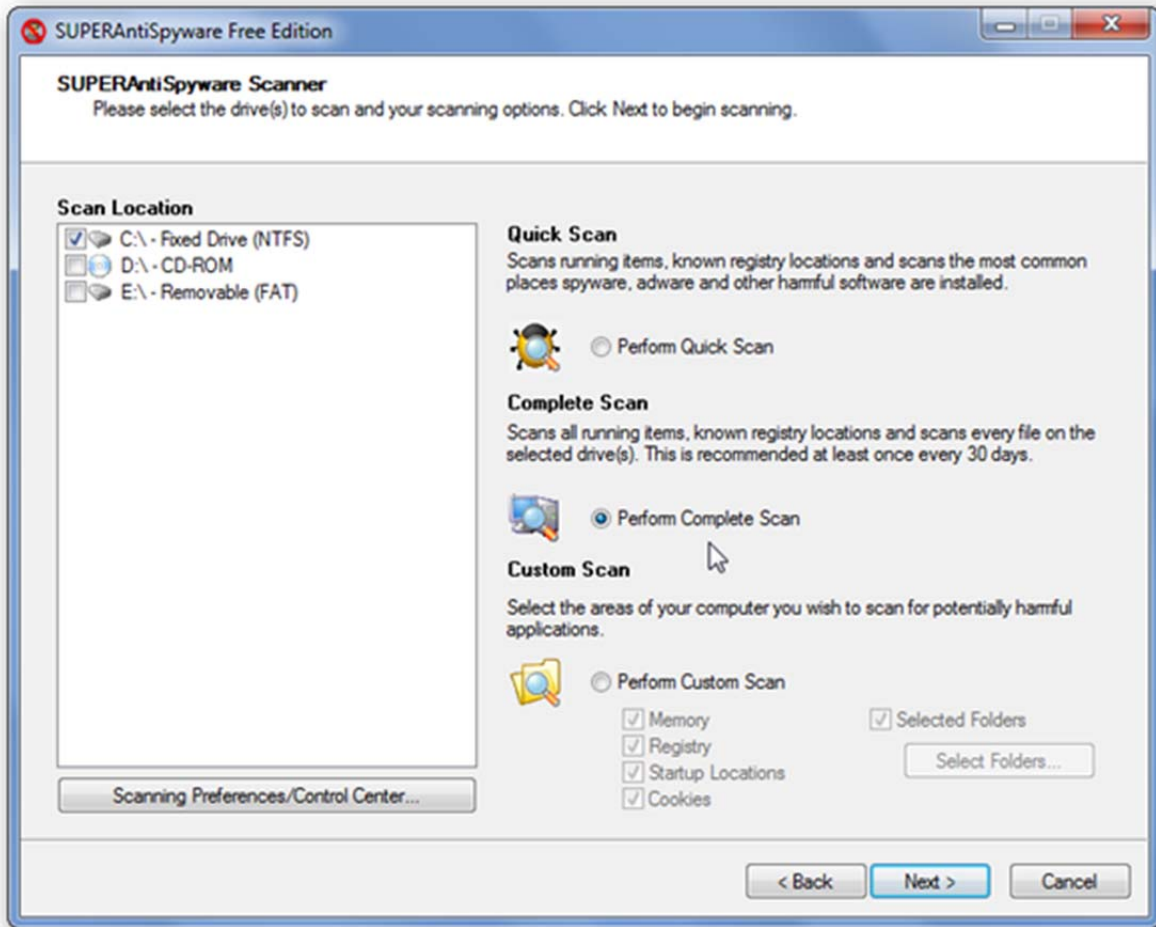 SUPERAntiSpyware Free Edition
SUPERAntiSpyware Scanner
Please select the drive(s) to scan and your scanning options. Click Next to begin scanning.
Scan Location
C:\ - Fixed Drive (NTFS)
D:\ - CD-ROM
E:\ - Removable (FAT)
Scanning Preferences/Control Center...
Quick Scan
Scans running items, known registry locations and scans the most common
places spyware, adware and other harmful software are installed.
Perform Quick Scan
Complete Scan
Scans all running items, known registry locations and scans every file on the
selected drive(s). This is recommended at least once every 30 days.
Perform Complete Scan
Custom Scan
Select the areas of your computer you wish to scan for potentially harmful
applications.
Perform Custom Scan
Memory
Registry
Startup Locations
Cookies
Selected Folders
Select Folders...
< Back
Next >
Cancel